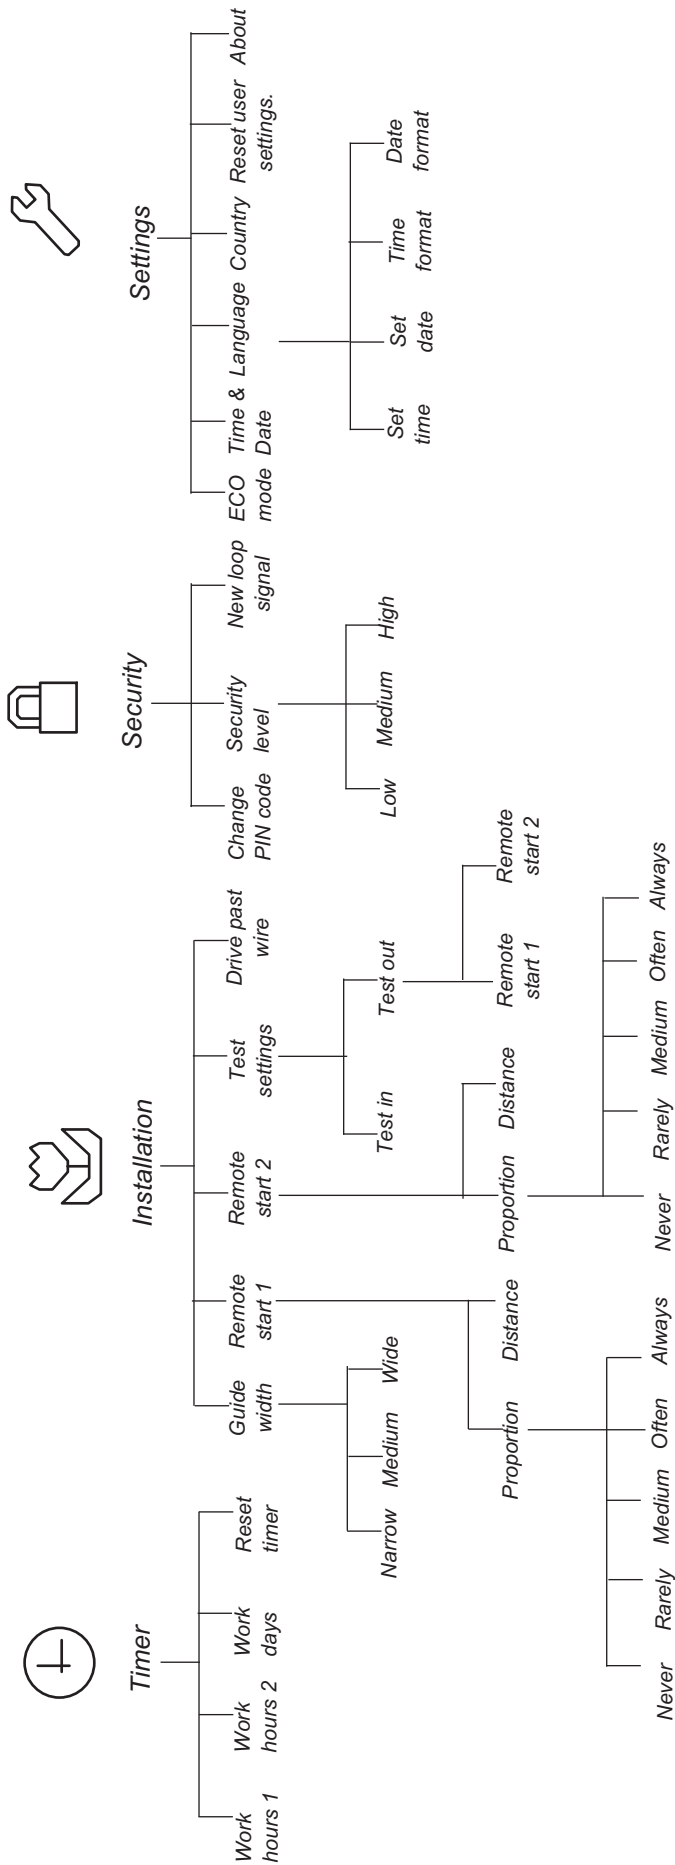 Timer
Work
hours 1
Work
hours 2
Work
days
Reset
timer
Installation
Guide
width
Narrow
Medium
Wide
Remote
start 1
Proportion
Never
Rarely
Medium
Often
Always
Distance
Remote
start 2
Proportion
Never
Rarely
Medium
Often
Always
Distance
Test
settings
Test in
Test out
Remote
start 1
Remote
start 2
Drive past
wire
Security
Change
PIN code
Security
level
Low
Medium
High
New loop
signal
Settings
ECO
mode
Time &
Date
Language
Set
time
Set
date
Time
format
Date
format
Country
Reset user
settings.
About